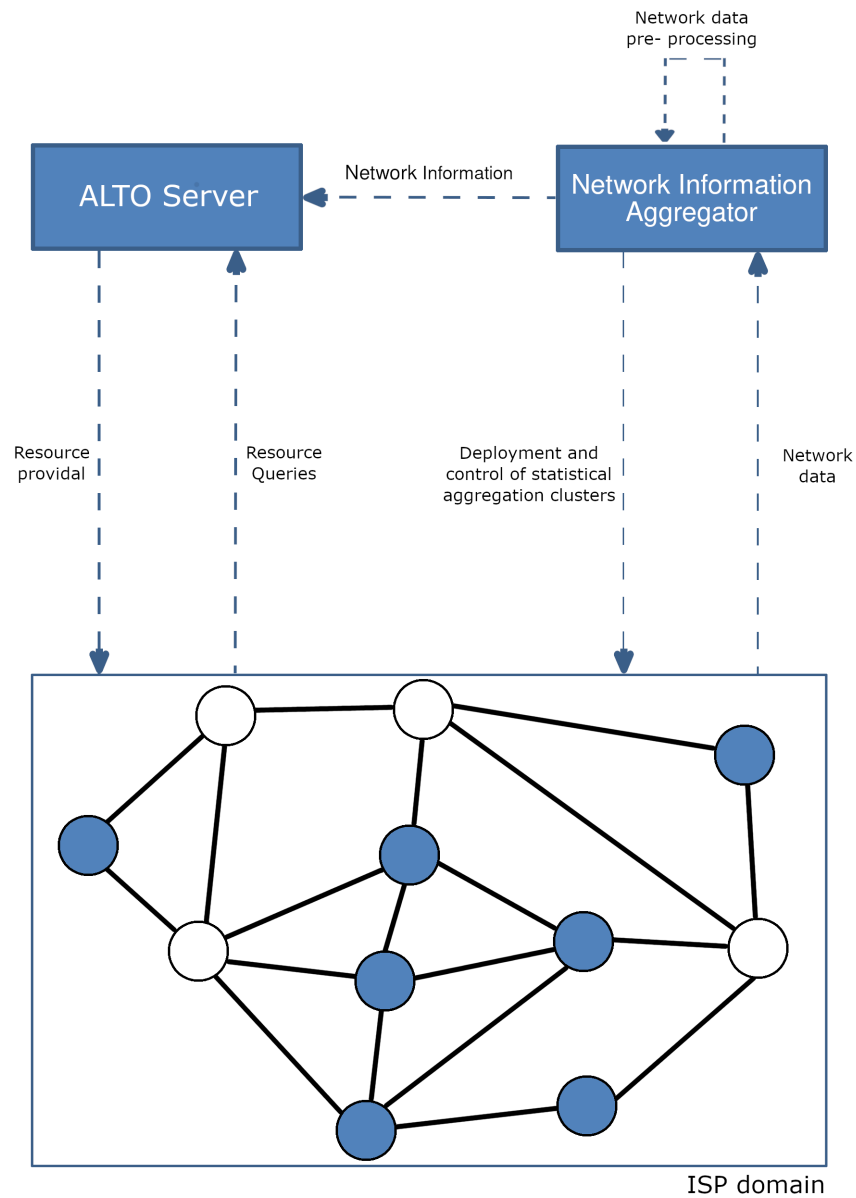 Network data
pre- processing
ALTO Server
Network Information
Network Information
Aggregator
Resource
providal
Resource
Queries
Deployment and
control of statistical
aggregation clusters
Network
data
ISP domain